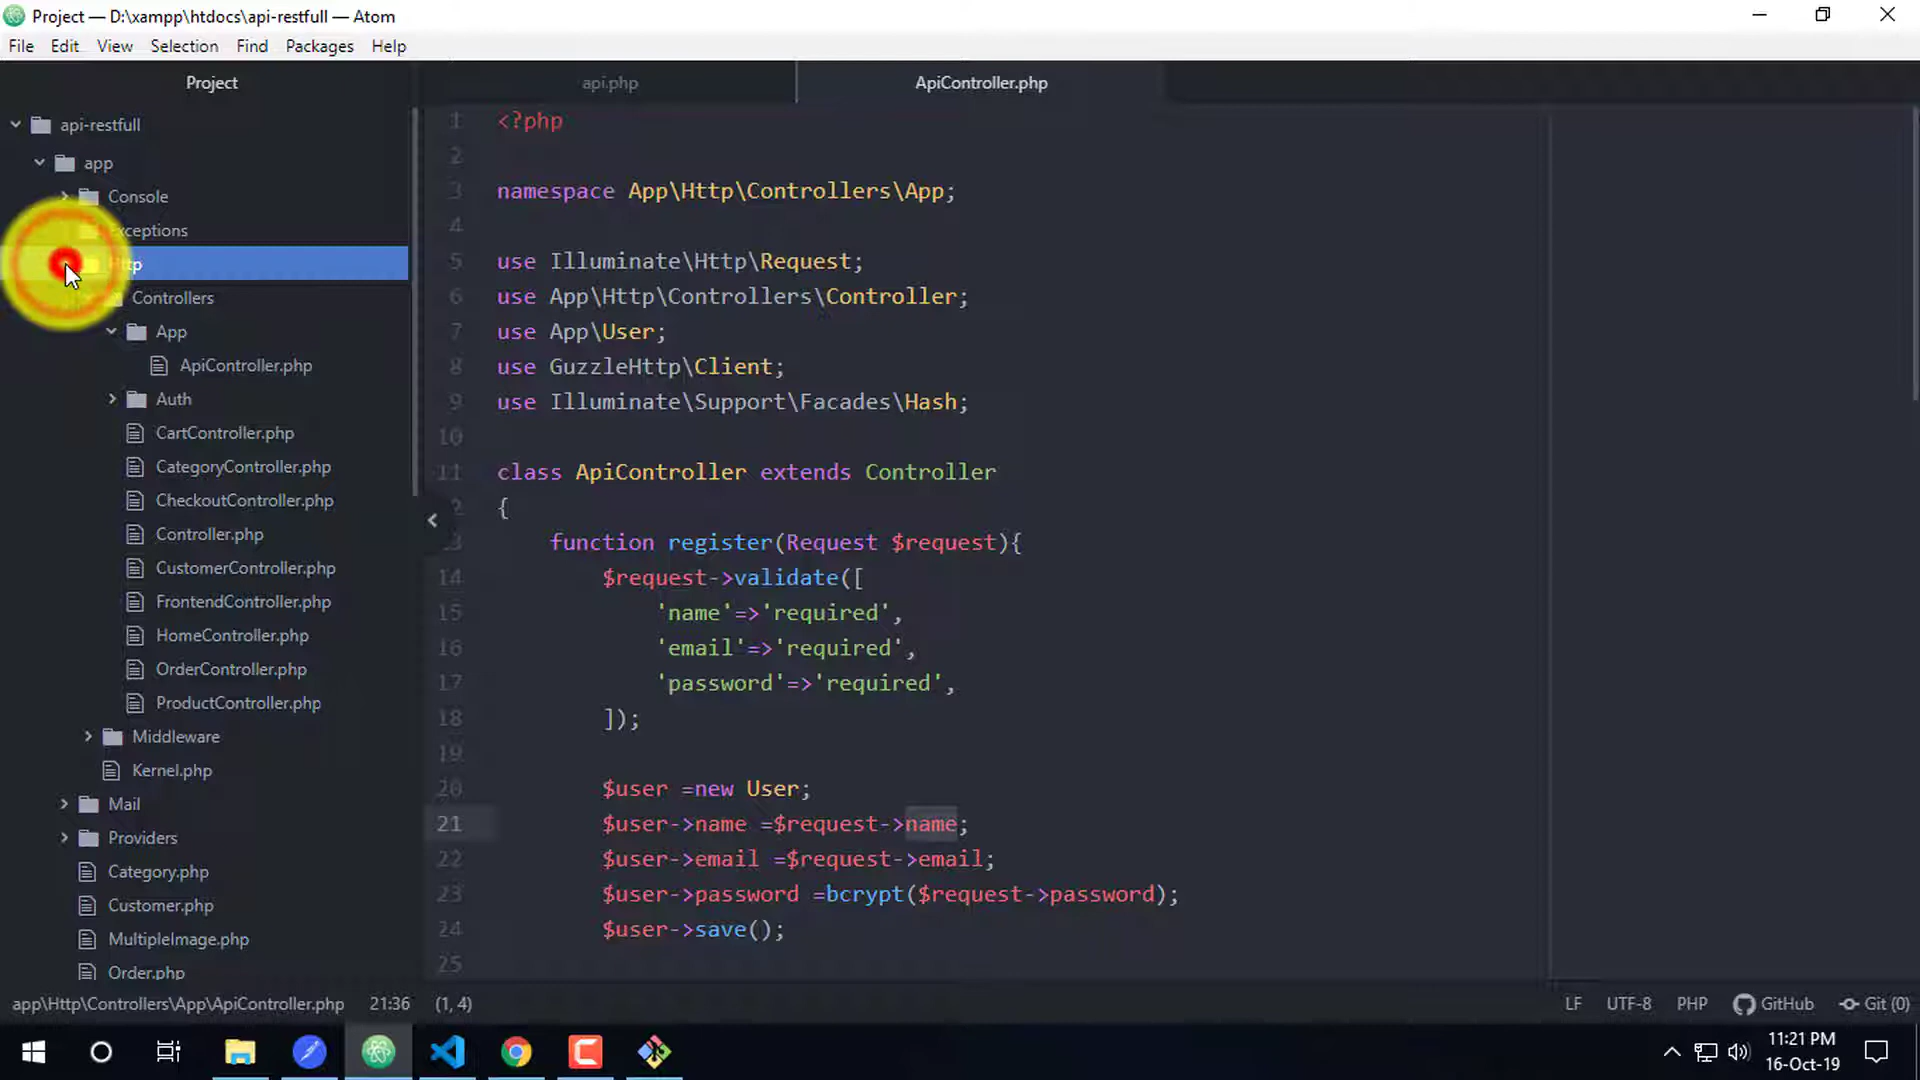 Project — D:\xampp\htdocs\api-restfull — Atom
File Edit View Selection Find Packages Help
Project
api.php
ApiController.php
api-restfull
app
Console
Exceptions
Http
Controllers
App
ApiController.php
Auth
CartController.php
CategoryController.php
CheckoutController.php
Controller.php
CustomerController.php
FrontendController.php
HomeController.php
OrderController.php
ProductController.php
Middleware
Kernel.php
Mail
Providers
Category.php
Customer.php
MultipleImage.php
Order.php
1 <?php
2
3 namespace App\Http\Controllers\App;
4
5 use Illuminate\Http\Request;
6 use App\Http\Controllers\Controller;
7 use App\User;
8 use GuzzleHttp\Client;
9 use Illuminate\Support\Facades\Hash;
10
11 class ApiController extends Controller
2 {
3 function register(Request $request){
14 $request->validate([
15 'name'=>'required',
16 'email'=>'required',
17 'password'=>'required',
18 ]);
19
20 $user =new User;
21 $user->name =$request->name;
22 $user->email =$request->email;
23 $user->password =bcrypt($request->password);
24 $user->save();
25
app\Http\Controllers\App\ApiController.php 21:36 (1, 4) LF UTF-8 PHP GitHub Git (0)
11:21 PM
16-Oct-19